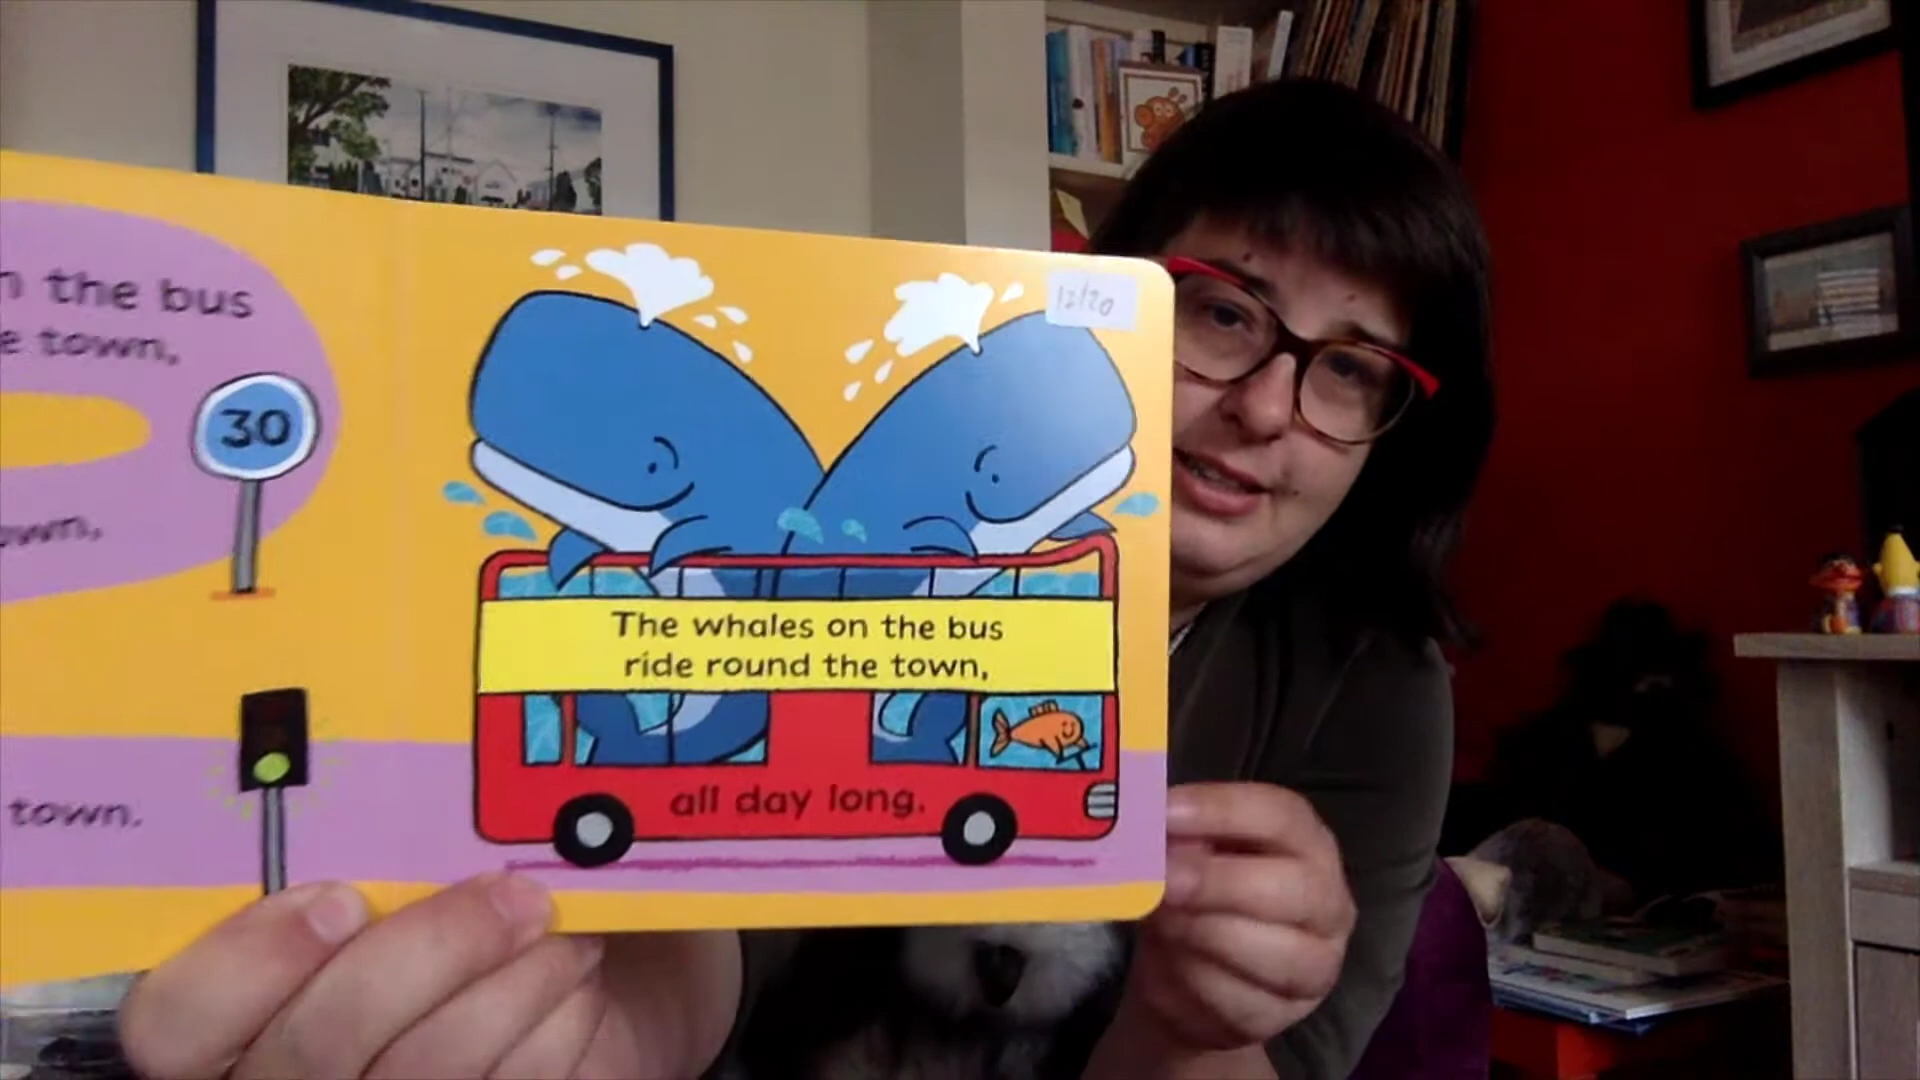 the bus
town,
30
town,
town.
12/20
The whales on the bus
ride round the town,
all day long.